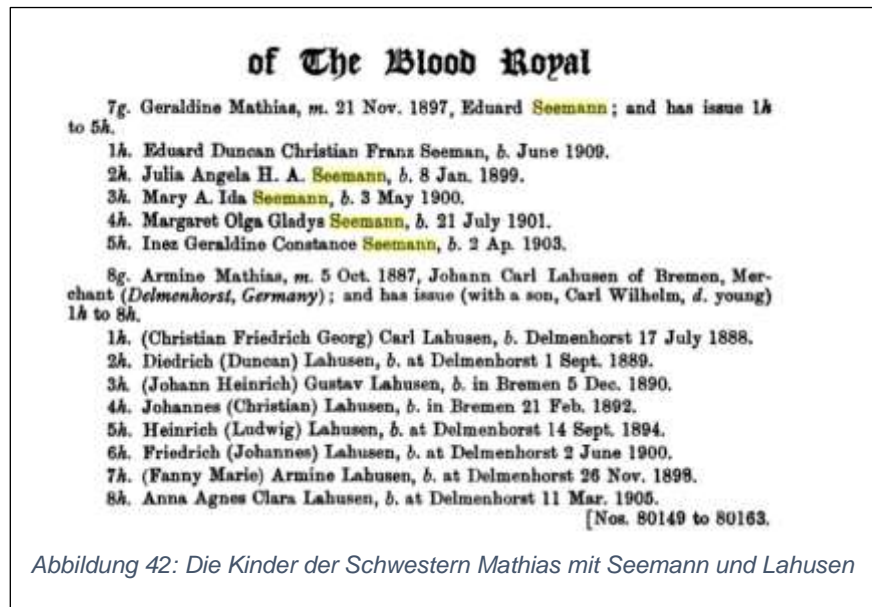 of The Blood Royal
7g. Geraldine Mathias, m. 21 Nov. 1897, Eduard Seemann; and has issue 1h
to 5h.
1h. Eduard Duncan Christian Franz Seeman, b. June 1909.
2h. Julia Angela H. A. Seemann, b. 8 Jan. 1899.
3h. Mary A. Ida Seemann, b. 3 May 1900.
4h. Margaret Olga Gladys Seemann, b. 21 July 1901.
5h. Inez Geraldine Constance Seemann, b. 2 Ap. 1903.
8g. Armine Mathias, m. 5 Oct. 1887, Johann Carl Lahusen of Bremen, Mer-
chant (Delmenhorst, Germany); and has issue (with a son, Carl Wilhelm, d. young)
1h to 8h.
1h. (Christian Friedrich Georg) Carl Lahusen, b. Delmenhorst 17 July 1888.
2h. Diedrich (Duncan) Lahusen, b. at Delmenhorst 1 Sept. 1889.
3h. (Johann Heinrich) Gustav Lahusen, b. in Bremen 5 Dec. 1890.
4h. Johannes (Christian) Lahusen, b. in Bremen 21 Feb. 1892.
5h. Heinrich (Ludwig) Lahusen, b. at Delmenhorst 14 Sept. 1894.
6h. Friedrich (Johannes) Lahusen, b. at Delmenhorst 2 June 1900.
7h. (Fanny Marie) Armine Lahusen, b. at Delmenhorst 26 Nov. 1898.
8h. Anna Agnes Clara Lahusen, b. at Delmenhorst 11 Mar. 1905.
[Nos. 80149 to 80163.
Abbildung 42: Die Kinder der Schwestern Mathias mit Seemann und Lahusen